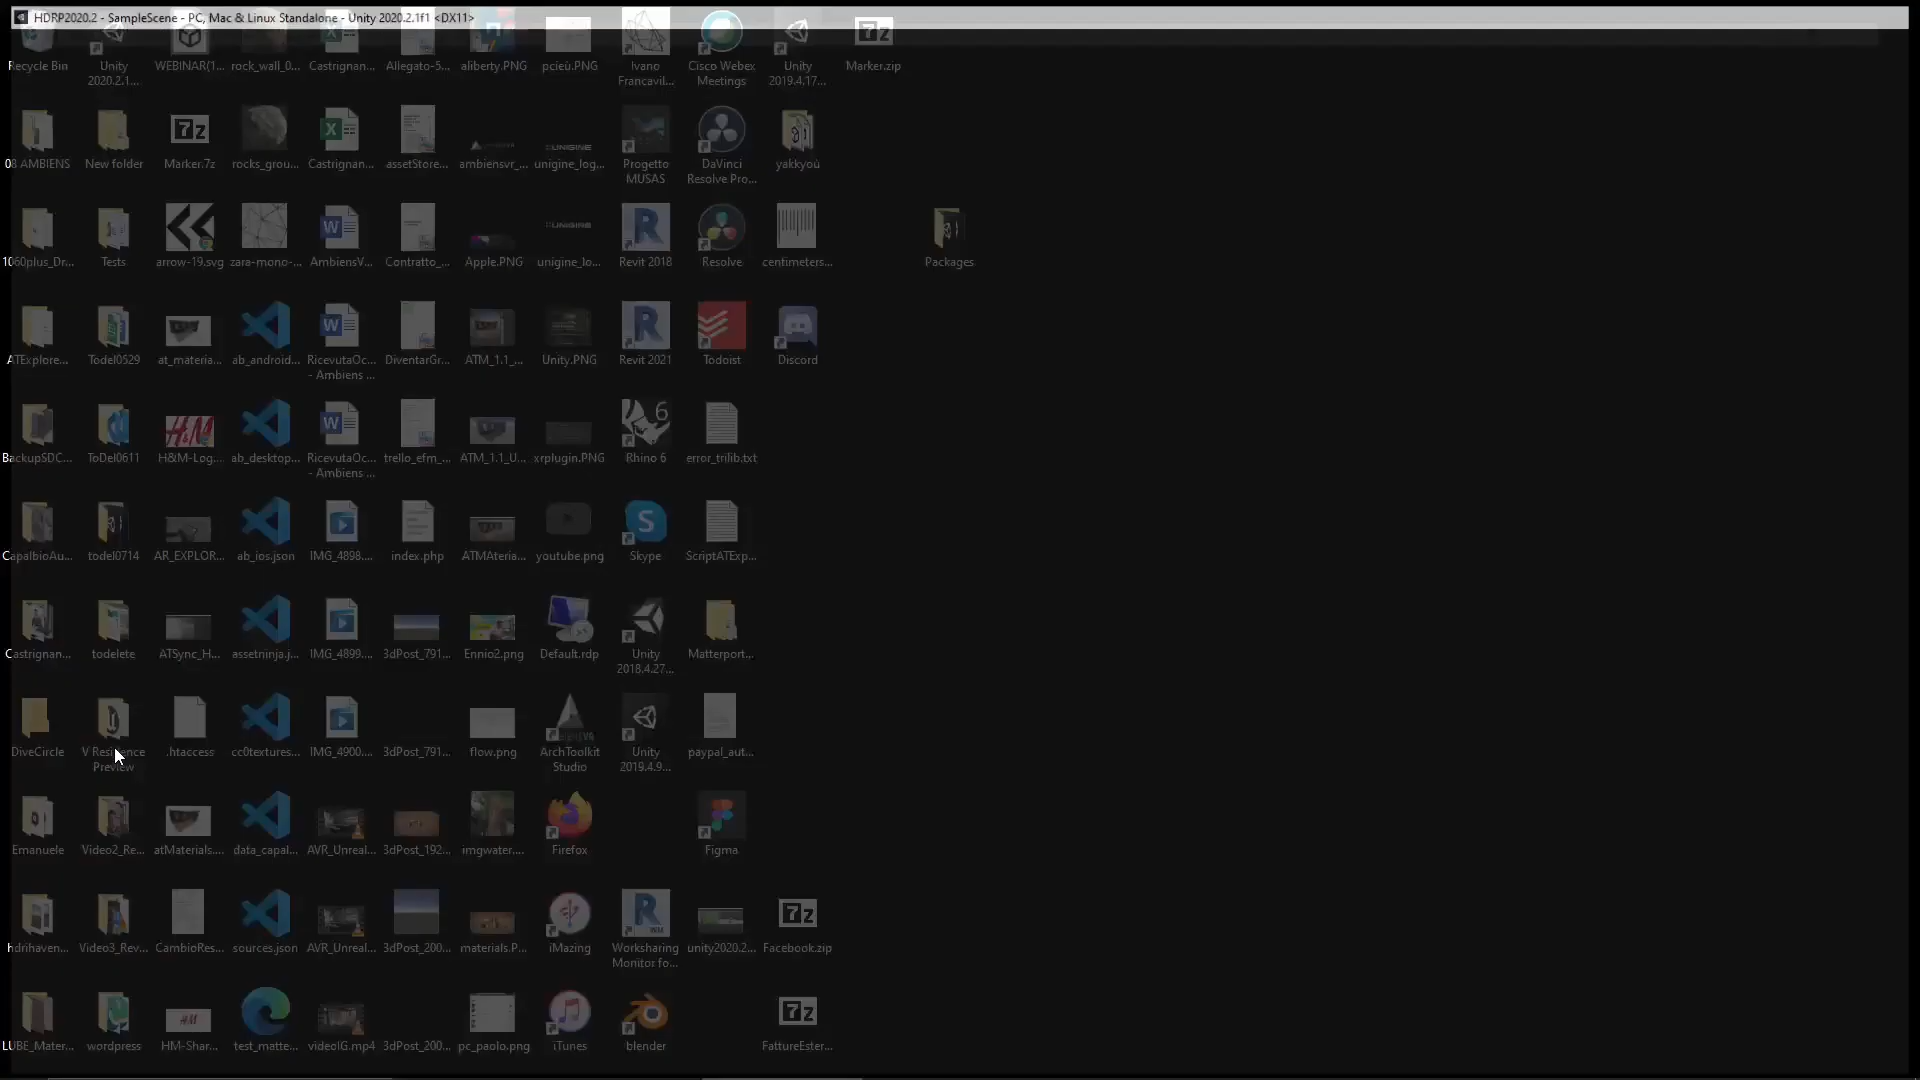 HDRP2020.2 - SampleScene - PC, Mac & Linux Standalone - Unity 2020.2.1f1 <DX11>
Recycle Bin
Unity
2020.2.1...
WEBINAR(1...
rock_wall_0...
Castrignan...
Allegato-5...
aliberty.PNG
pcieù.PNG
Ivano
Francavil...
Cisco Webex
Meetings
Unity
2019.4.17...
Marker.zip
08 AMBIENS
New folder
Marker.7z
rocks_grou...
Castrignan...
assetStore...
ambiensvr_...
unigine_log...
Progetto
MUSAS
DaVinci
Resolve Pro...
yakkyoù
1060plus_Dr...
Tests
arrow-19.svg
zara-mono-...
AmbiensV...
Contratto_...
Apple.PNG
unigine_lo...
Revit 2018
Resolve
centimeters...
Packages
ATExplore...
Todel0529
at_materia...
ab_android...
RicevutaOc...
- Ambiens ...
DiventarGr...
ATM_1.1_...
Unity.PNG
Revit 2021
Todoist
Discord
BackupSDC...
ToDel0611
H&M-Log...
ab_desktop...
RicevutaOc...
- Ambiens ...
trello_efm_...
ATM_1.1_U...
xrplugin.PNG
Rhino 6
error_trilib.txt
CapalbioAu...
todel0714
AR_EXPLOR...
ab_ios.json
IMG_4898....
index.php
ATMAteria...
youtube.png
Skype
ScriptATExp...
Castrignan...
todelete
ATSync_H...
assetninja.j...
IMG_4899....
3dPost_791...
Ennio2.png
Default.rdp
Unity
2018.4.27...
Matterport...
DiveCircle
V Residence
Preview
.htaccess
cc0textures...
IMG_4900....
3dPost_791...
flow.png
ArchToolkit
Studio
Unity
2019.4.9...
paypal_aut...
Emanuele
Video2_Re...
atMaterials....
data_capal...
AVR_Unreal...
3dPost_192...
imgwater....
Firefox
Figma
hdrihaven...
Video3_Rev...
CambioRes...
sources.json
AVR_Unreal...
3dPost_200...
materials.P...
iMazing
Worksharing
Monitor fo...
unity2020.2...
Facebook.zip
LUBE_Mater...
wordpress
HM-Shar...
test_matte...
videoIG.mp4
3dPost_200...
pc_paolo.png
iTunes
blender
FattureEster...